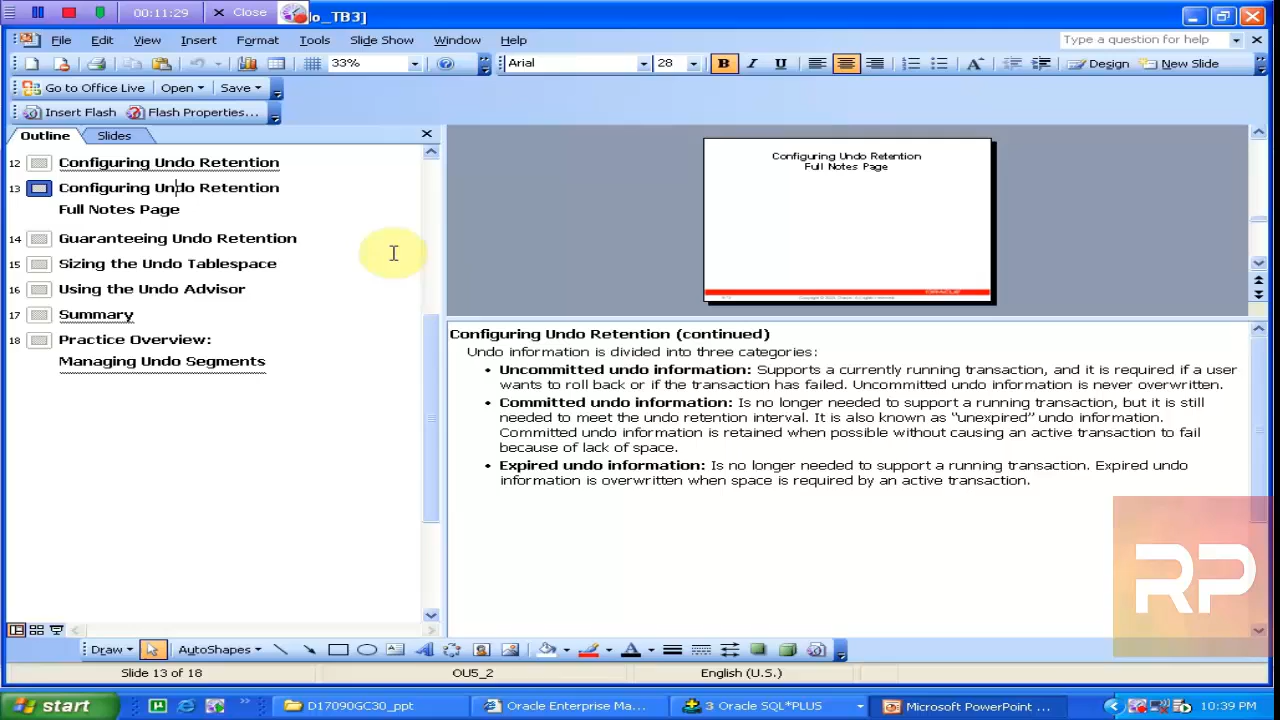 00:11:29
Close
do_TB3]
File Edit View Insert Format Tools Slide Show Window Help
Type a question for help
33%
Arial
28
B I U
Design
New Slide
Go to Office Live
Open
Save
Insert Flash
Flash Properties...
Outline
Slides
12 Configuring Undo Retention
13 Configuring Undo Retention
Full Notes Page
14 Guaranteeing Undo Retention
15 Sizing the Undo Tablespace
16 Using the Undo Advisor
17 Summary
18 Practice Overview:
Managing Undo Segments
Configuring Undo Retention
Full Notes Page
ORACLE
Configuring Undo Retention (continued)
Undo information is divided into three categories:
• Uncommitted undo information: Supports a currently running transaction, and it is required if a user
wants to roll back or if the transaction has failed. Uncommitted undo information is never overwritten.
• Committed undo information: Is no longer needed to support a running transaction, but it is still
needed to meet the undo retention interval. It is also known as “unexpired” undo information.
Committed undo information is retained when possible without causing an active transaction to fail
because of lack of space.
• Expired undo information: Is no longer needed to support a running transaction. Expired undo
information is overwritten when space is required by an active transaction.
RP
Draw
AutoShapes
A
Slide 13 of 18
OU5_2
English (U.S.)
start
D17090GC30_ppt
Oracle Enterprise Ma...
3 Oracle SQL*PLUS
Microsoft PowerPoint ...
10:39 PM